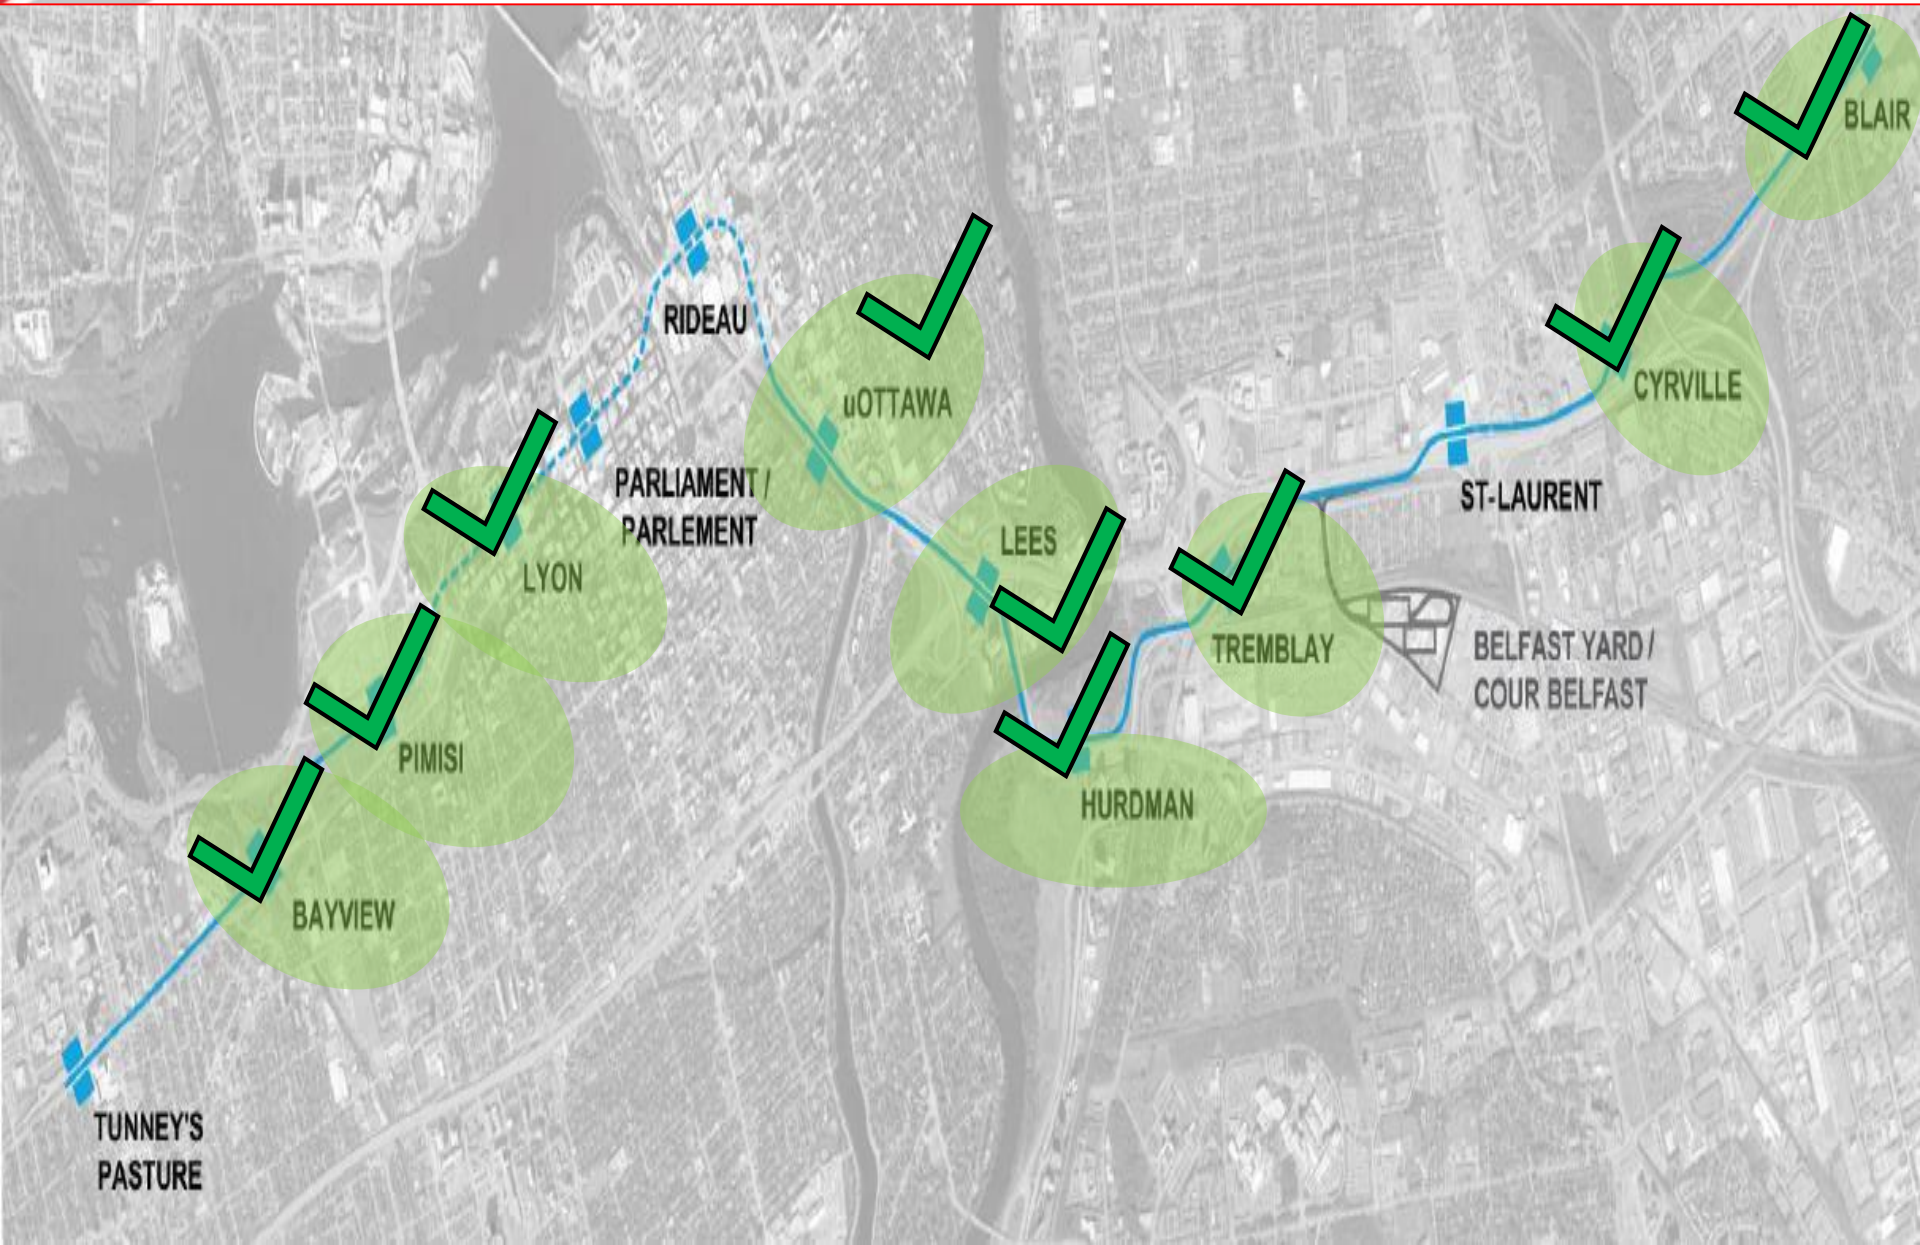 BLAIR
RIDEAU
CYRVILLE
uOTTAWA
PARLIAMENT /
PARLEMENT
ST-LAURENT
LEES
LYON
TREMBLAY
BELFAST YARD /
COUR BELFAST
PIMISI
HURDMAN
BAYVIEW
TUNNEY'S
PASTURE